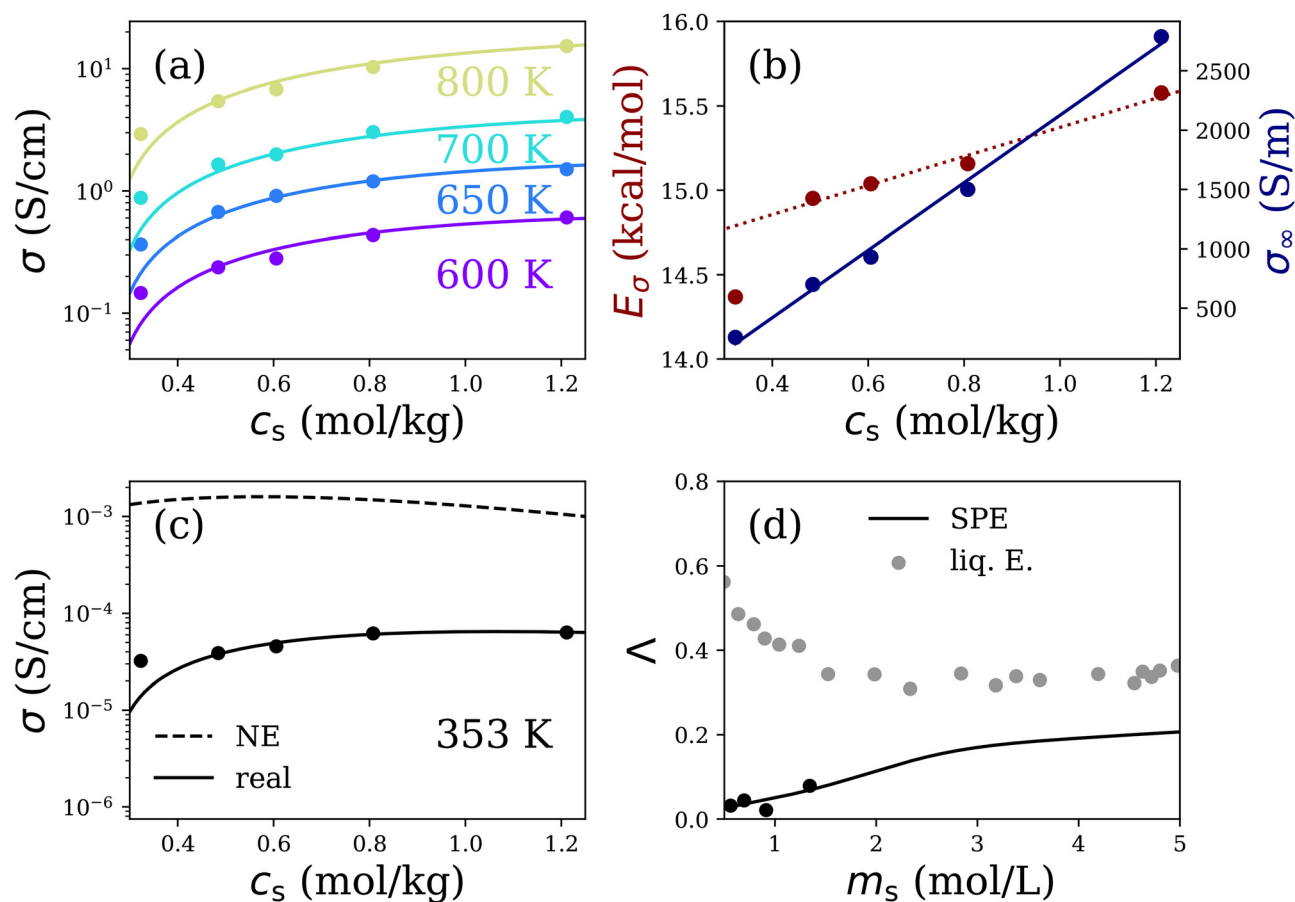 (a)
800 K
700 K
650 K
600 K
10¹
10⁰
10⁻¹
σ (S/cm)
0.4 0.6 0.8 1.0 1.2
cₛ (mol/kg)
(b)
16.0
15.5
15.0
14.5
14.0
E_σ (kcal/mol)
2500
2000
1500
1000
500
σ_∞ (S/m)
0.4 0.6 0.8 1.0 1.2
cₛ (mol/kg)
(c)
10⁻³
10⁻⁴
10⁻⁵
10⁻⁶
σ (S/cm)
NE
real
353 K
0.4 0.6 0.8 1.0 1.2
cₛ (mol/kg)
(d)
SPE
liq. E.
0.8
0.6
0.4
0.2
0.0
Λ
1 2 3 4 5
mₛ (mol/L)